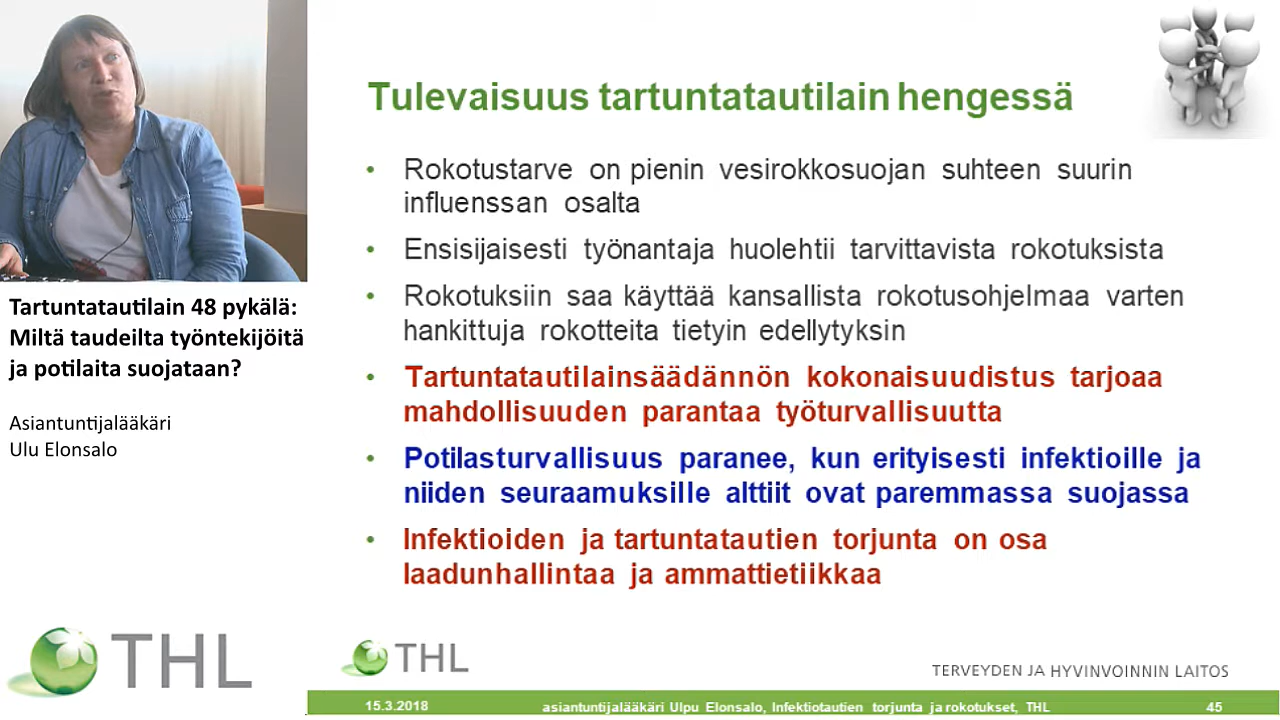 Tartuntatautilain 48 pykälä:
Miltä taudeilta työntekijöitä
ja potilaita suojataan?
Asiantuntijalääkäri
Ulu Elonsalo
THL
Tulevaisuus tartuntatautilain hengessä
• Rokotustarve on pienin vesirokkosuojan suhteen suurin
influenssan osalta
• Ensisijaisesti työnantaja huolehtii tarvittavista rokotuksista
• Rokotuksiin saa käyttää kansallista rokotusohjelmaa varten
hankittuja rokotteita tietyin edellytyksin
• Tartuntatautilainsäädännön kokonaisuudistus tarjoaa
mahdollisuuden parantaa työturvallisuutta
• Potilasturvallisuus paranee, kun erityisesti infektioille ja
niiden seuraamuksille alttiit ovat paremmassa suojassa
• Infektioiden ja tartuntatautien torjunta on osa
laadunhallintaa ja ammattietiikkaa
THL
TERVEYDEN JA HYVINVOINNIN LAITOS
15.3.2018
asiantuntijalääkäri Ulpu Elonsalo, Infektiotautien torjunta ja rokotukset, THL
45